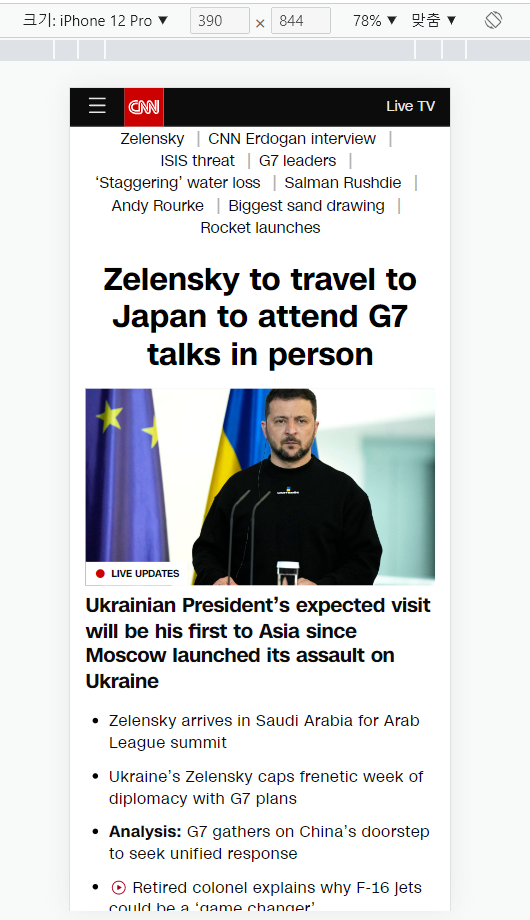 크기: iPhone 12 Pro ▼ 390 × 844 78% ▼ 맞춤 ▼
CNN Live TV
Zelensky | CNN Erdogan interview |
ISIS threat | G7 leaders |
‘Staggering’ water loss | Salman Rushdie |
Andy Rourke | Biggest sand drawing |
Rocket launches
Zelensky to travel to
Japan to attend G7
talks in person
LIVE UPDATES
Ukrainian President’s expected visit
will be his first to Asia since
Moscow launched its assault on
Ukraine
• Zelensky arrives in Saudi Arabia for Arab
League summit
• Ukraine’s Zelensky caps frenetic week of
diplomacy with G7 plans
• Analysis: G7 gathers on China’s doorstep
to seek unified response
• Retired colonel explains why F-16 jets
could be a ‘game changer’